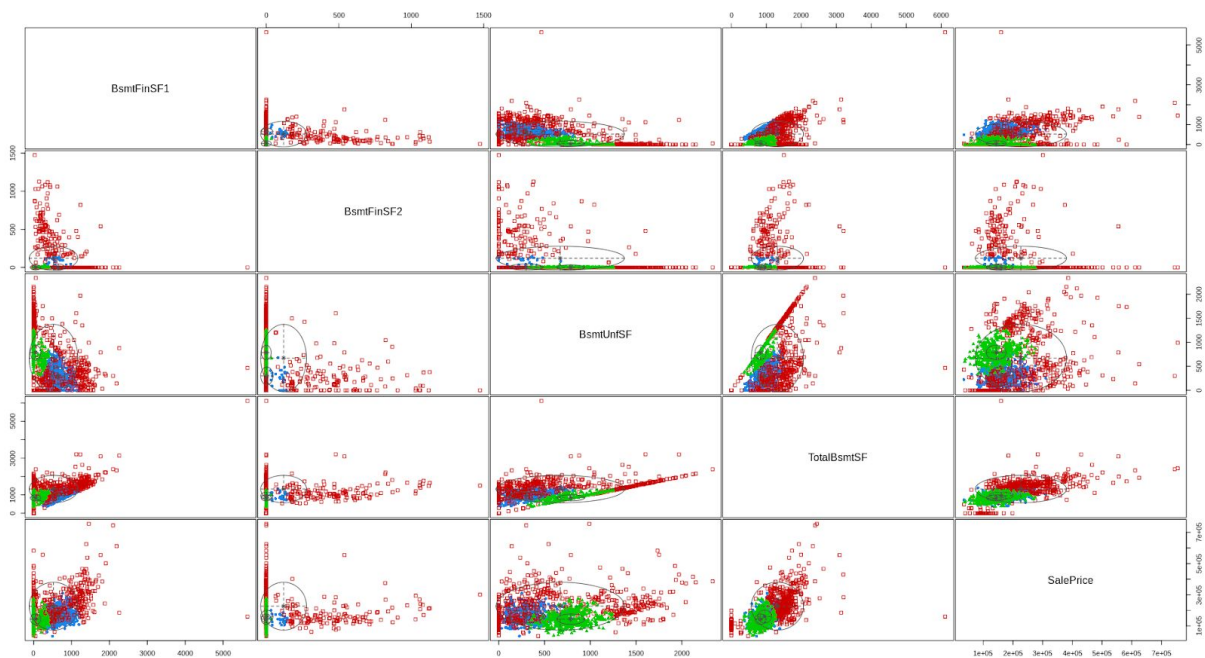 0 500 1000 1500
0 1000 2000 3000 4000 5000 6000
BsmtFinSF1
0 1000 3000 5000
BsmtFinSF2
0 500 1000 1500
BsmtUnfSF
0 500 1000 1500 2000
TotalBsmtSF
0 1000 3000 5000
SalePrice
1e+05 3e+05 5e+05 7e+05
0 1000 2000 3000 4000 5000
0 500 1000 1500 2000
1e+05 2e+05 3e+05 4e+05 5e+05 6e+05 7e+05